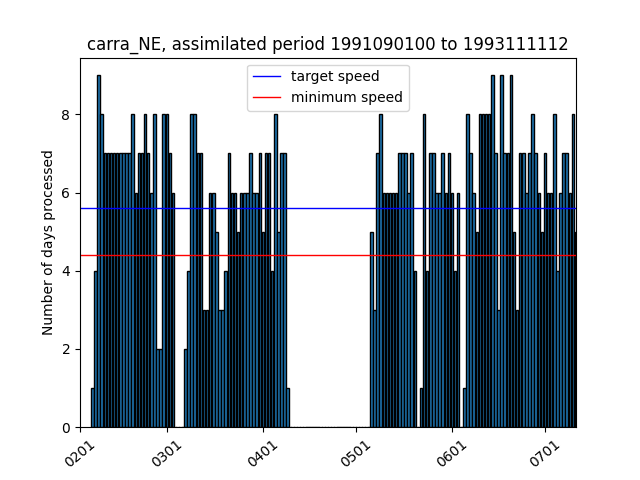 carra_NE, assimilated period 1991090100 to 1993111112
target speed
minimum speed
Number of days processed
8
6
4
2
0
0201
0301
0401
0501
0601
0701